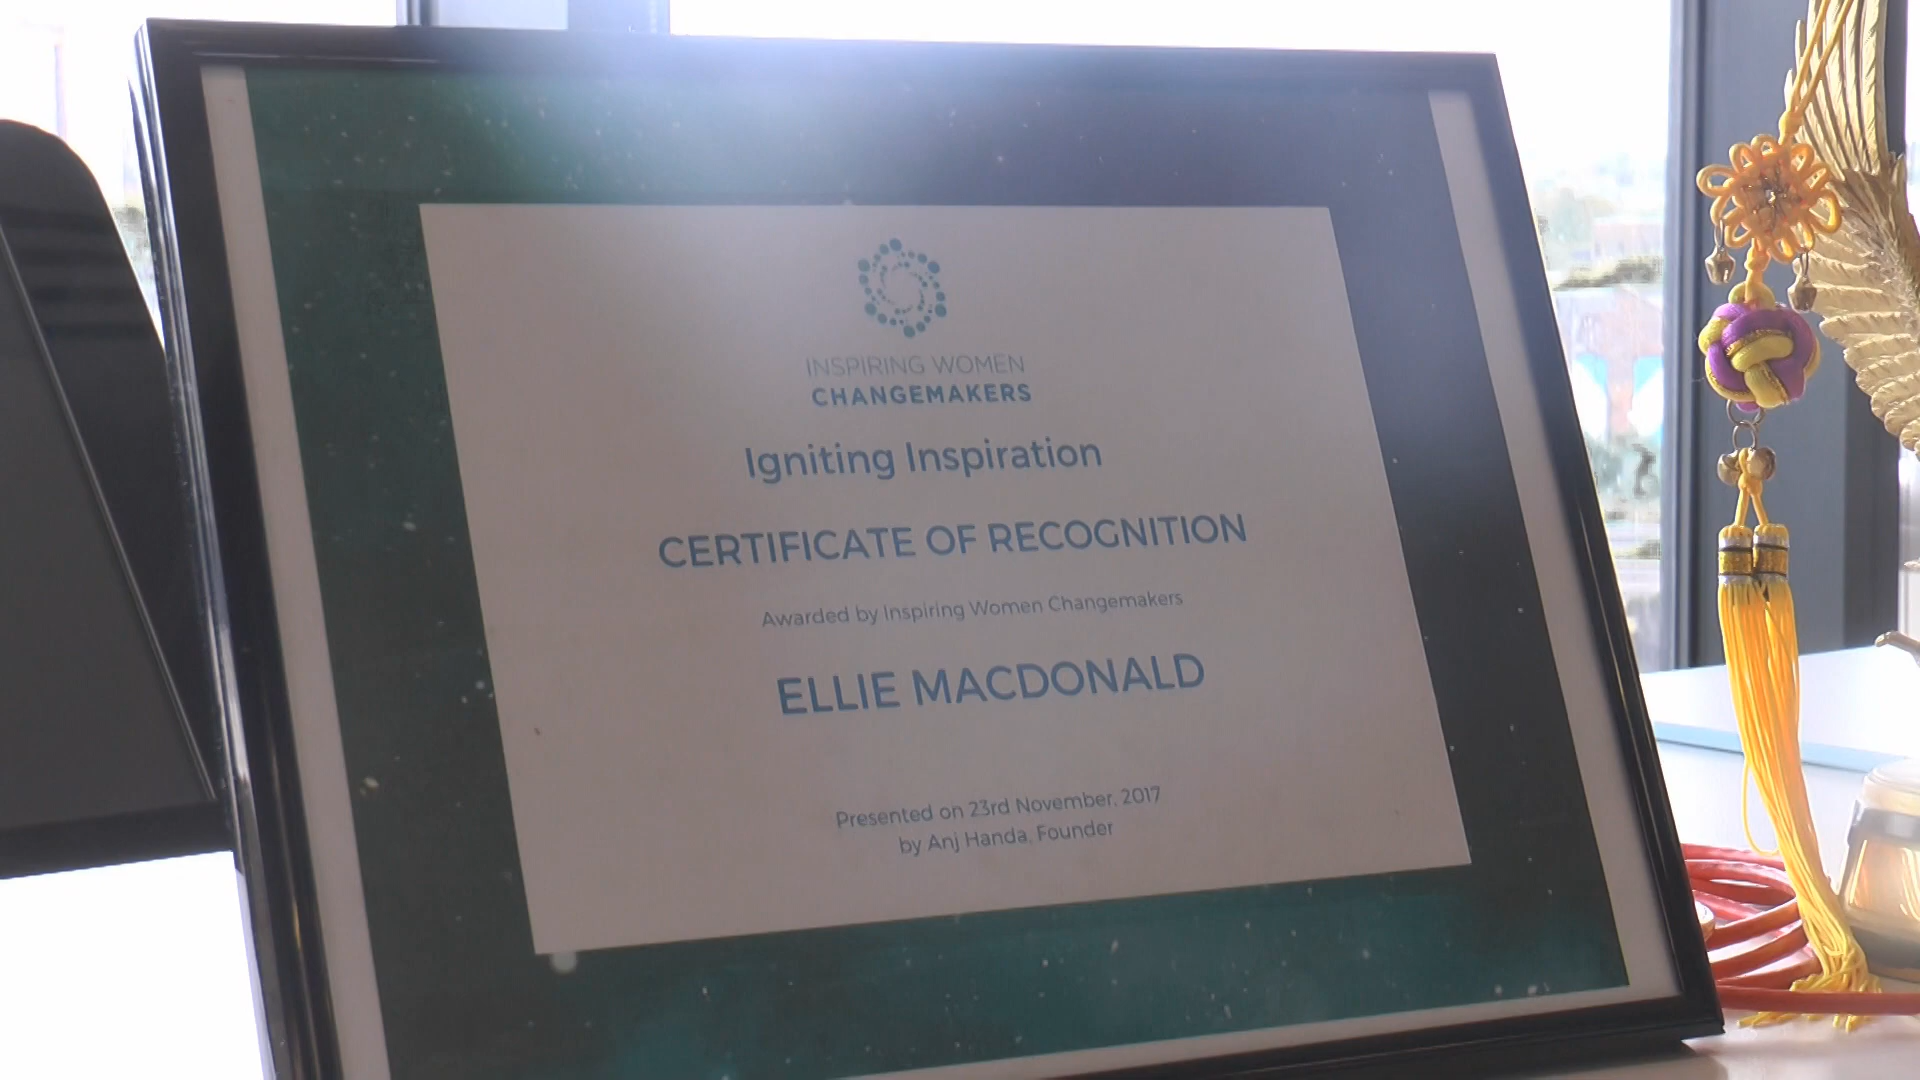 INSPIRING WOMEN
CHANGEMAKERS
Igniting Inspiration
CERTIFICATE OF RECOGNITION
Awarded by Inspiring Women Changemakers
ELLIE MACDONALD
Presented on 23rd November, 2017
by Anj Handa, Founder